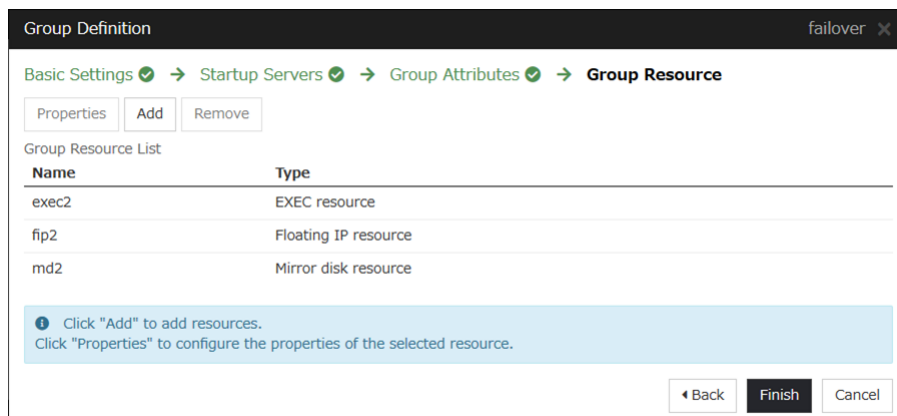 Group Definition failover ×
Basic Settings → Startup Servers → Group Attributes → Group Resource
Properties Add Remove
Group Resource List
Name Type
exec2 EXEC resource
fip2 Floating IP resource
md2 Mirror disk resource
Click "Add" to add resources.
Click "Properties" to configure the properties of the selected resource.
Back Finish Cancel